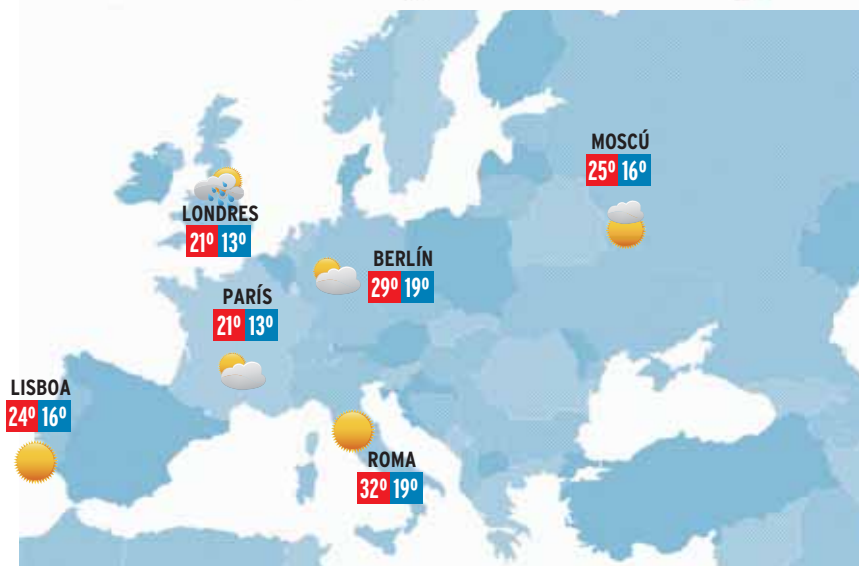 MOSCÚ
25º 16º
LONDRES
21º 13º
BERLÍN
29º 19º
PARÍS
21º 13º
LISBOA
24º 16º
ROMA
32º 19º